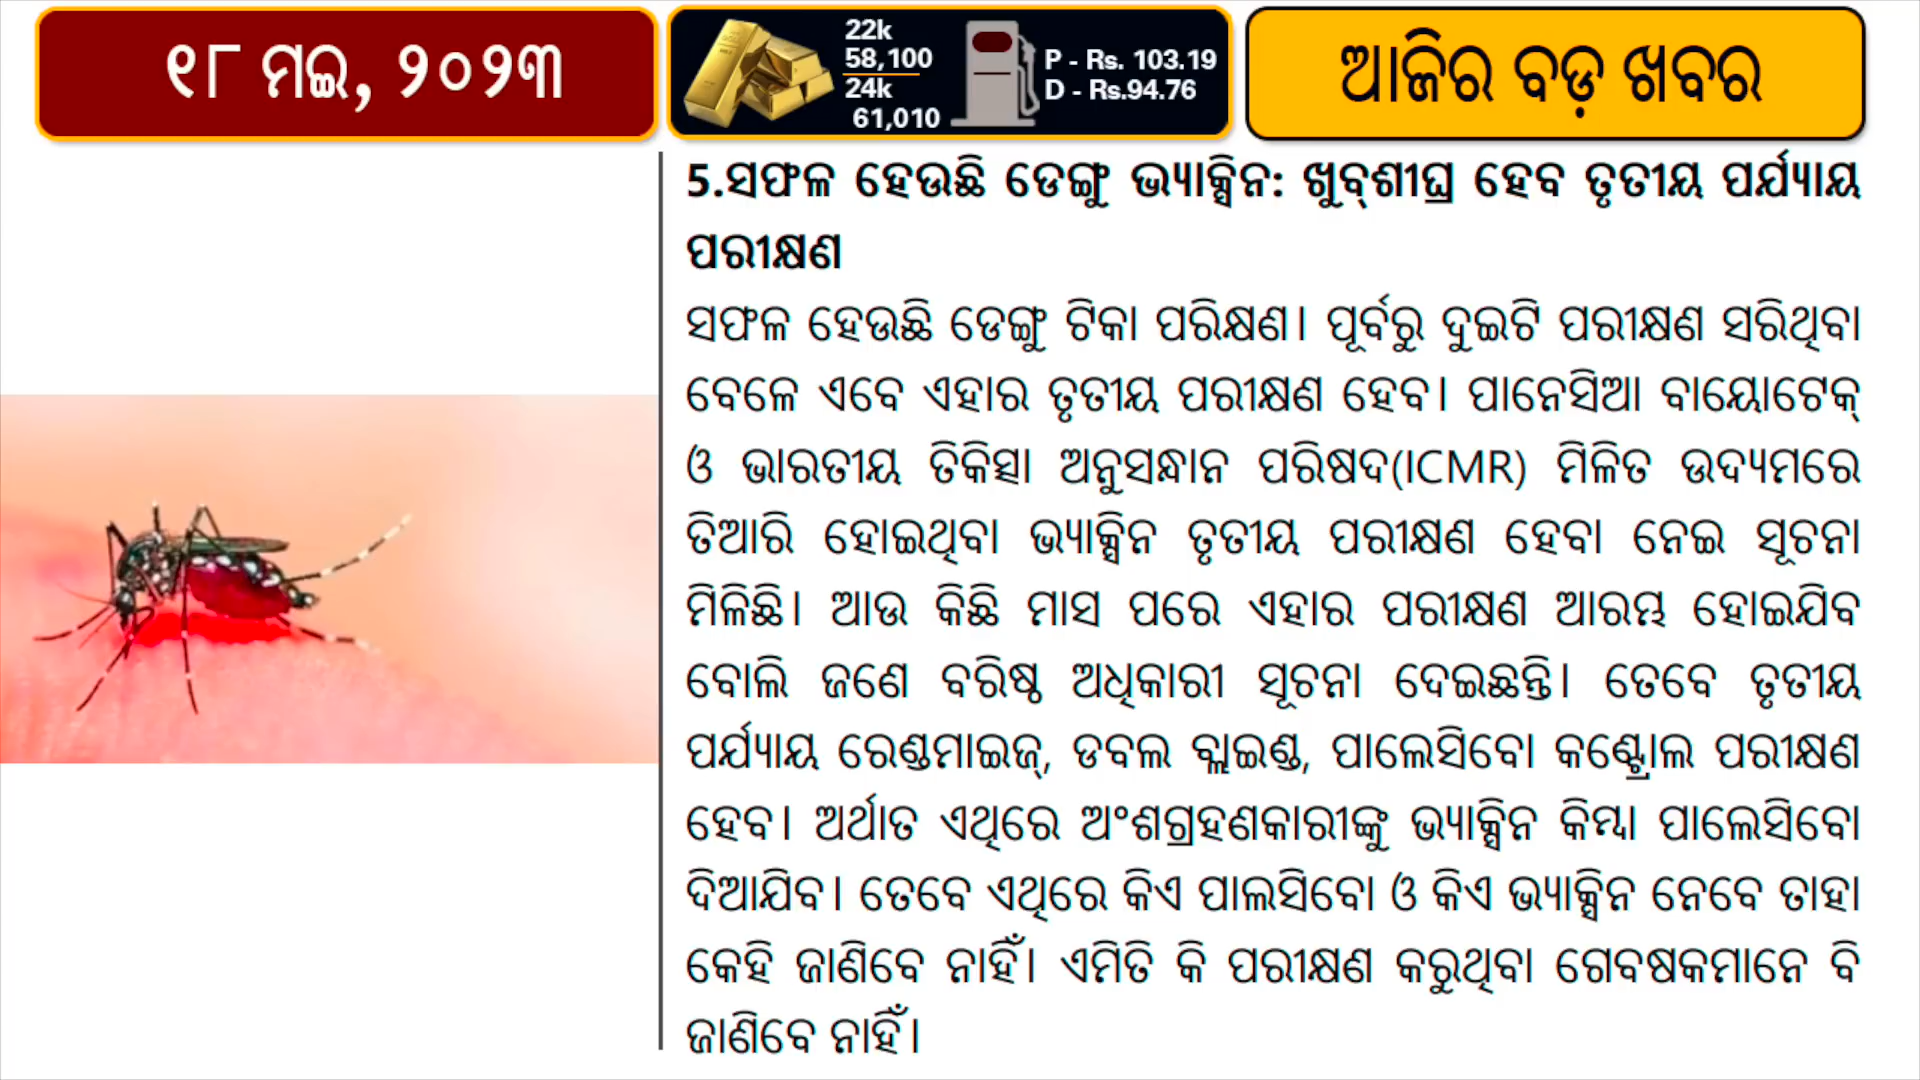 ୧୮ ମଇ, ୨୦୨୩
22k
58,100
24k
61,010
P - Rs. 103.19
D - Rs.94.76
ଆଜିର ବଡ଼ ଖବର
5.ସଫଳ ହେଉଛି ଡେଙ୍ଗୁ ଭ୍ୟାକ୍ସିନ: ଖୁବ୍‌ଶୀଘ୍ର ହେବ ତୃତୀୟ ପର୍ଯ୍ୟାୟ
ପରୀକ୍ଷଣ
ସଫଳ ହେଉଛି ଡେଙ୍ଗୁ ଟିକା ପରିକ୍ଷଣ। ପୂର୍ବରୁ ଦୁଇଟି ପରୀକ୍ଷଣ ସରିଥିବା
ବେଳେ ଏବେ ଏହାର ତୃତୀୟ ପରୀକ୍ଷଣ ହେବ। ପାନେସିଆ ବାୟୋଟେକ୍
ଓ ଭାରତୀୟ ତିକିତ୍ସା ଅନୁସନ୍ଧାନ ପରିଷଦ(ICMR) ମିଳିତ ଉଦ୍ୟମରେ
ତିଆରି ହୋଇଥିବା ଭ୍ୟାକ୍ସିନ ତୃତୀୟ ପରୀକ୍ଷଣ ହେବା ନେଇ ସୂଚନା
ମିଳିଛି। ଆଉ କିଛି ମାସ ପରେ ଏହାର ପରୀକ୍ଷଣ ଆରମ୍ଭ ହୋଇଯିବ
ବୋଲି ଜଣେ ବରିଷ୍ଠ ଅଧିକାରୀ ସୂଚନା ଦେଇଛନ୍ତି। ତେବେ ତୃତୀୟ
ପର୍ଯ୍ୟାୟ ରେଣ୍ଡମାଇଜ୍, ଡବଲ ବ୍ଲାଇଣ୍ଡ, ପାଲେସିବୋ କଣ୍ଟ୍ରୋଲ ପରୀକ୍ଷଣ
ହେବ। ଅର୍ଥାତ ଏଥିରେ ଅଂଶଗ୍ରହଣକାରୀଙ୍କୁ ଭ୍ୟାକ୍ସିନ କିମ୍ବା ପାଲେସିବୋ
ଦିଆଯିବ। ତେବେ ଏଥିରେ କିଏ ପାଲସିବୋ ଓ କିଏ ଭ୍ୟାକ୍ସିନ ନେବେ ତାହା
କେହି ଜାଣିବେ ନାହିଁ। ଏମିତି କି ପରୀକ୍ଷଣ କରୁଥିବା ଗେବଷକମାନେ ବି
ଜାଣିବେ ନାହିଁ।